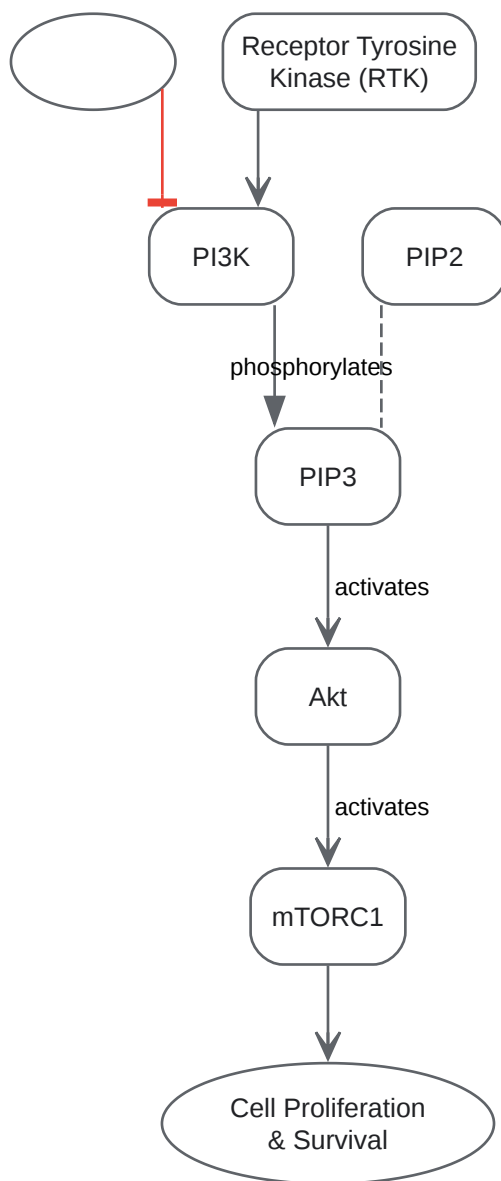 Receptor Tyrosine
Kinase (RTK)
PI3K
PIP2
phosphorylates
PIP3
activates
Akt
activates
mTORC1
Cell Proliferation
& Survival